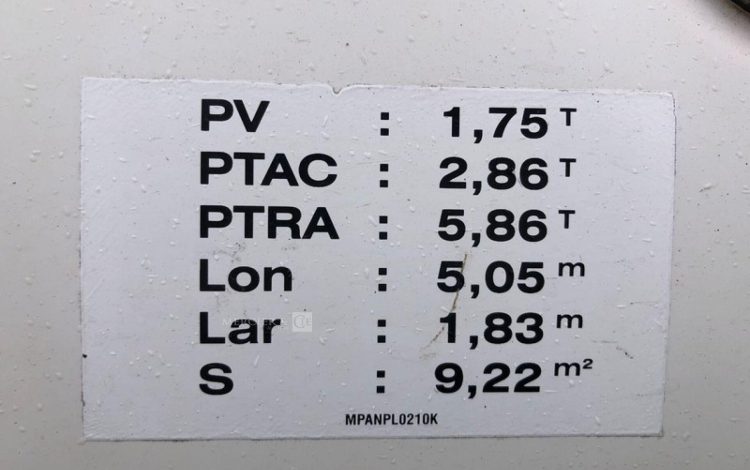 PV : 1,75 T
PTAC : 2,86 T
PTRA : 5,86 T
Lon : 5,05 m
Lar : 1,83 m
S : 9,22 m²
MPANPL0210K